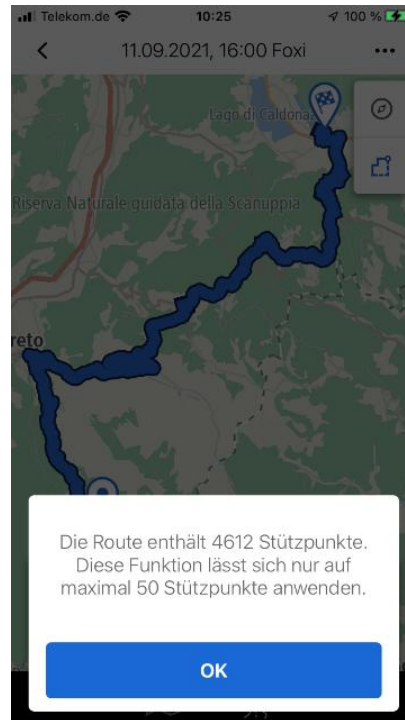 Telekom.de 10:25 100 %
11.09.2021, 16:00 Foxi
Lago di Caldonaz
Riserva Naturale guidata della Scanuppia
reto
Die Route enthält 4612 Stützpunkte.
Diese Funktion lässt sich nur auf
maximal 50 Stützpunkte anwenden.
OK